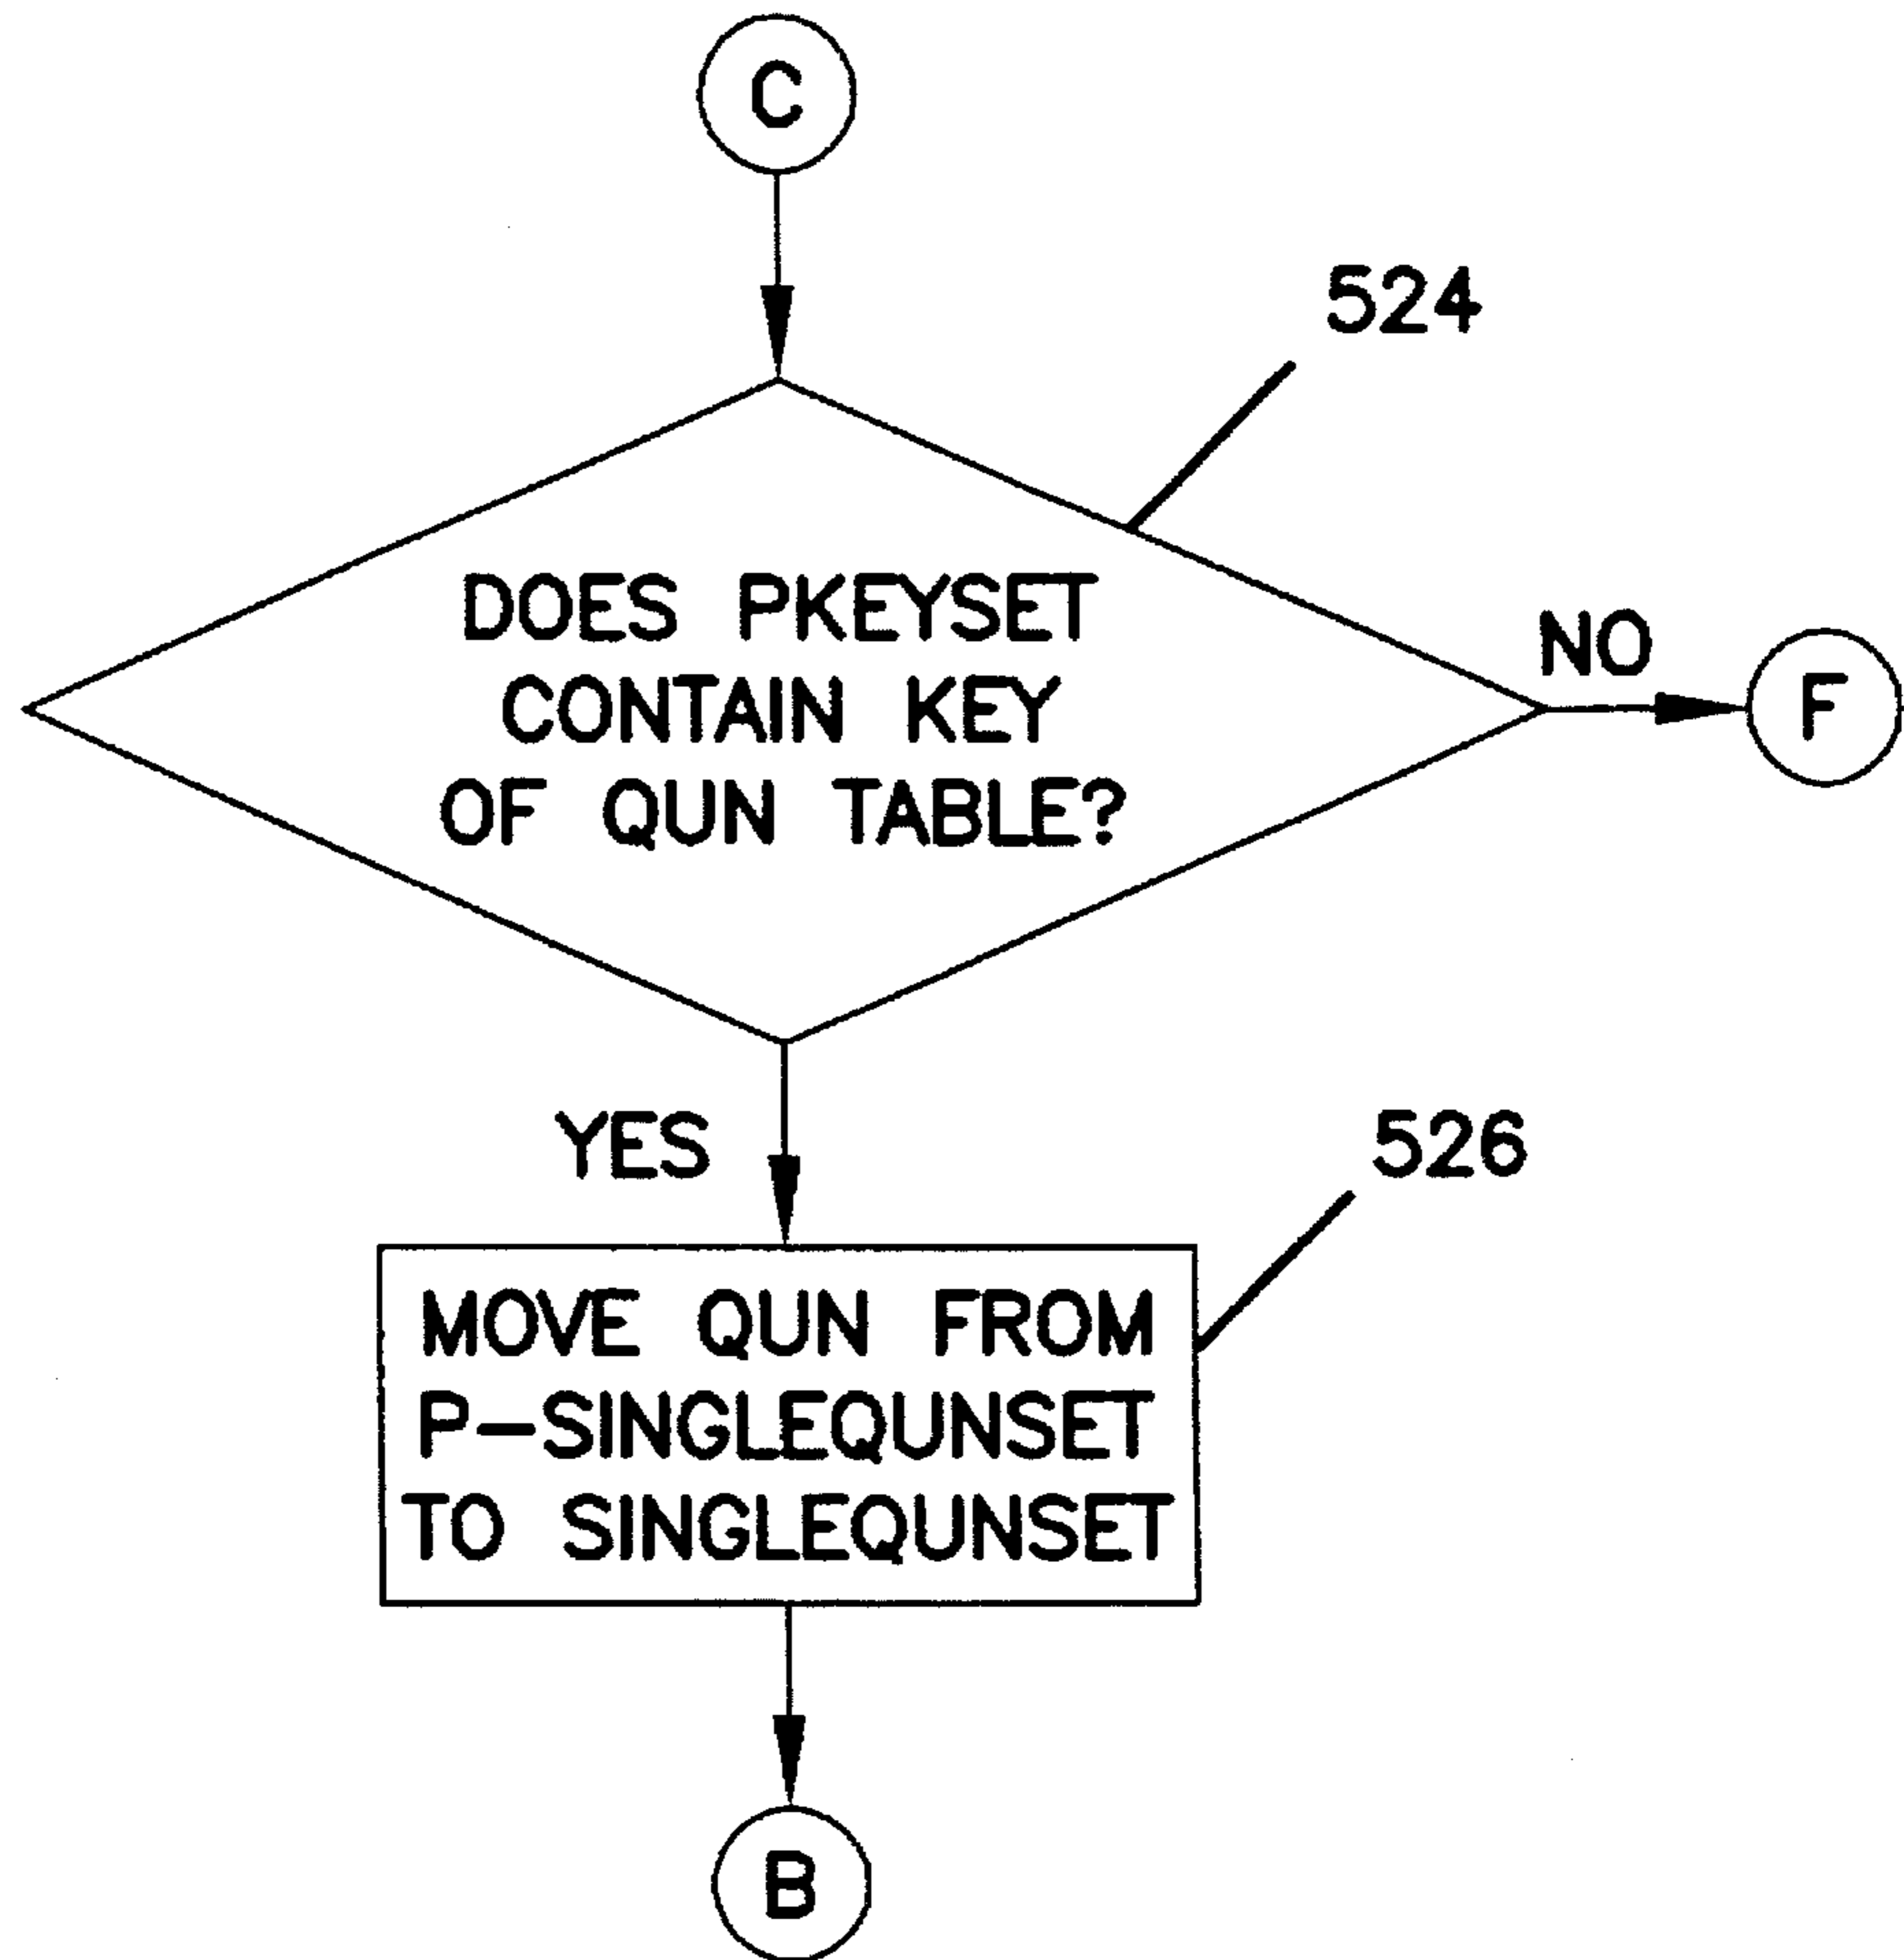 C
524
DOES PKEYSET
CONTAIN KEY
OF QUN TABLE?
NO
F
YES
526
MOVE QUN FROM
P-SINGLEQUNSET
TO SINGLEQUNSET
B